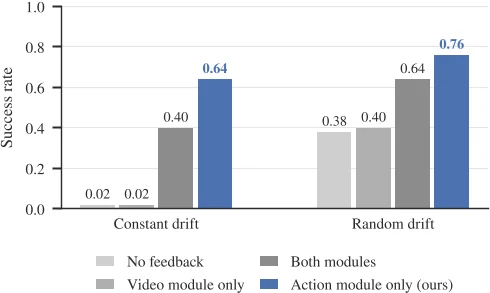 1.0
0.8
0.6
0.4
0.2
0.0
Success rate
0.02
0.02
0.40
0.64
0.38
0.40
0.64
0.76
Constant drift
Random drift
No feedback
Both modules
Video module only
Action module only (ours)